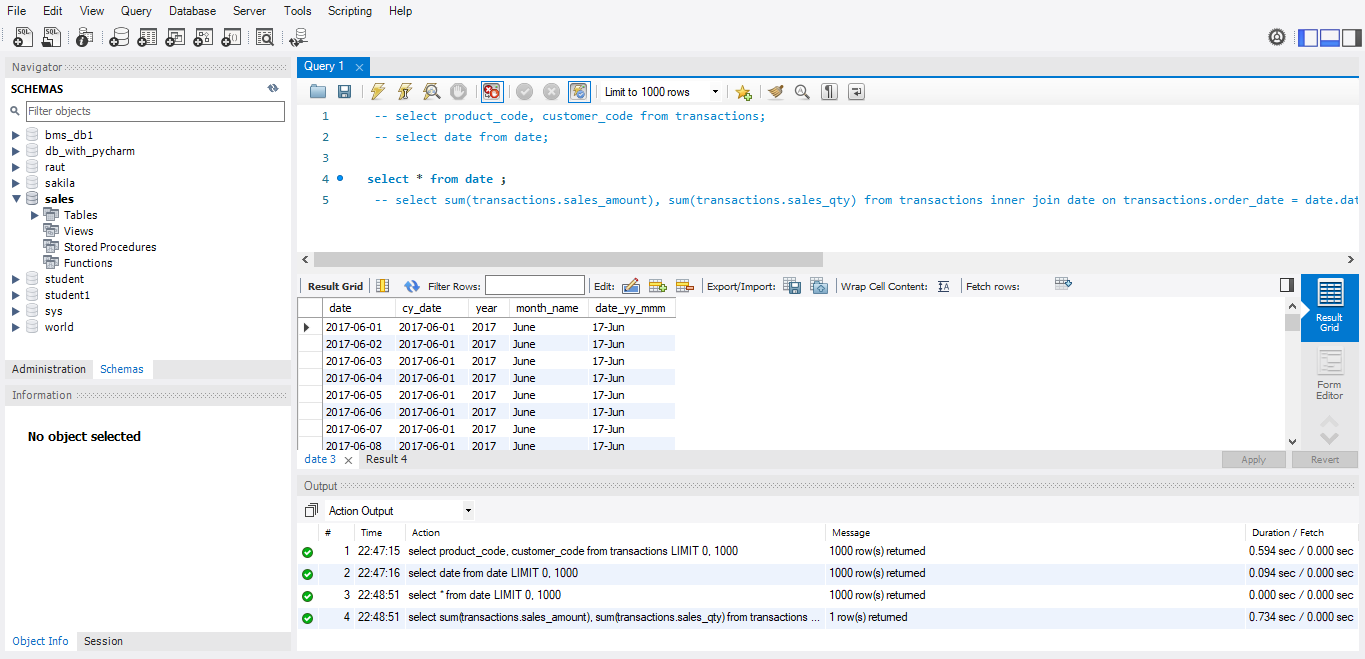 File Edit View Query Database Server Tools Scripting Help
Navigator
SCHEMAS
Filter objects
bms_db1
db_with_pycharm
raut
sakila
sales
Tables
Views
Stored Procedures
Functions
student
student1
sys
world
Administration Schemas
Information
No object selected
Object Info Session
Query 1
Limit to 1000 rows
1 -- select product_code, customer_code from transactions;
2 -- select date from date;
3
4 select * from date ;
5 -- select sum(transactions.sales_amount), sum(transactions.sales_qty) from transactions inner join date on transactions.order_date = date.dat
Result Grid Filter Rows: Edit: Export/Import: Wrap Cell Content: Fetch rows:
date cy_date year month_name date_yy_mmm
2017-06-01 2017-06-01 2017 June 17-Jun
2017-06-02 2017-06-01 2017 June 17-Jun
2017-06-03 2017-06-01 2017 June 17-Jun
2017-06-04 2017-06-01 2017 June 17-Jun
2017-06-05 2017-06-01 2017 June 17-Jun
2017-06-06 2017-06-01 2017 June 17-Jun
2017-06-07 2017-06-01 2017 June 17-Jun
2017-06-08 2017-06-01 2017 June 17-Jun
Result
Grid
Form
Editor
date 3 Result 4 Apply Revert
Output
Action Output
# Time Action Message Duration / Fetch
1 22:47:15 select product_code, customer_code from transactions LIMIT 0, 1000 1000 row(s) returned 0.594 sec / 0.000 sec
2 22:47:16 select date from date LIMIT 0, 1000 1000 row(s) returned 0.094 sec / 0.000 sec
3 22:48:51 select * from date LIMIT 0, 1000 1000 row(s) returned 0.000 sec / 0.000 sec
4 22:48:51 select sum(transactions.sales_amount), sum(transactions.sales_qty) from transactions ... 1 row(s) returned 0.734 sec / 0.000 sec